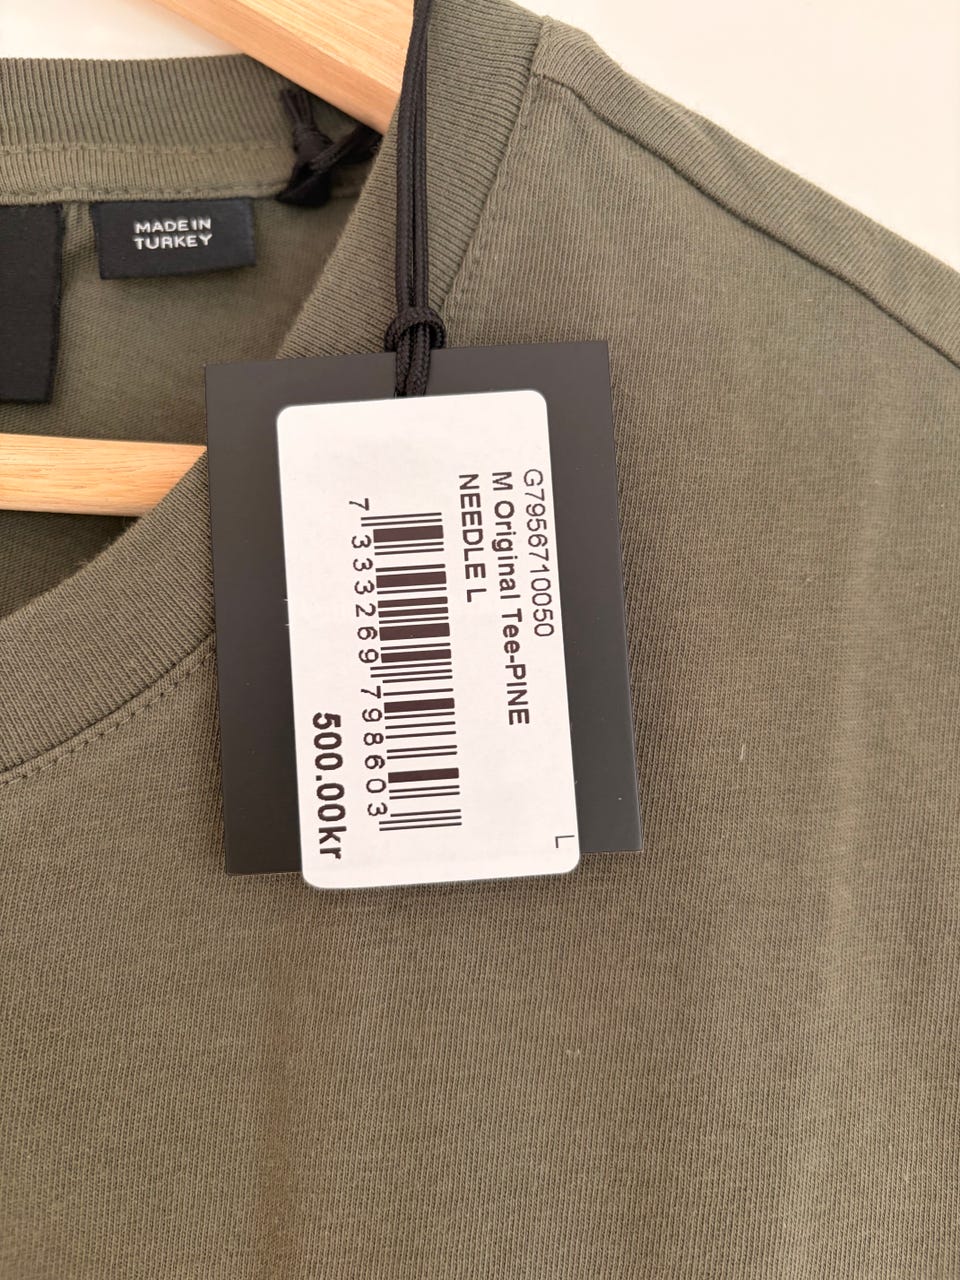 MADE IN
TURKEY
G7956710050
M Original Tee-PINE
NEEDLE L
7 333269 798603
500.00kr
L